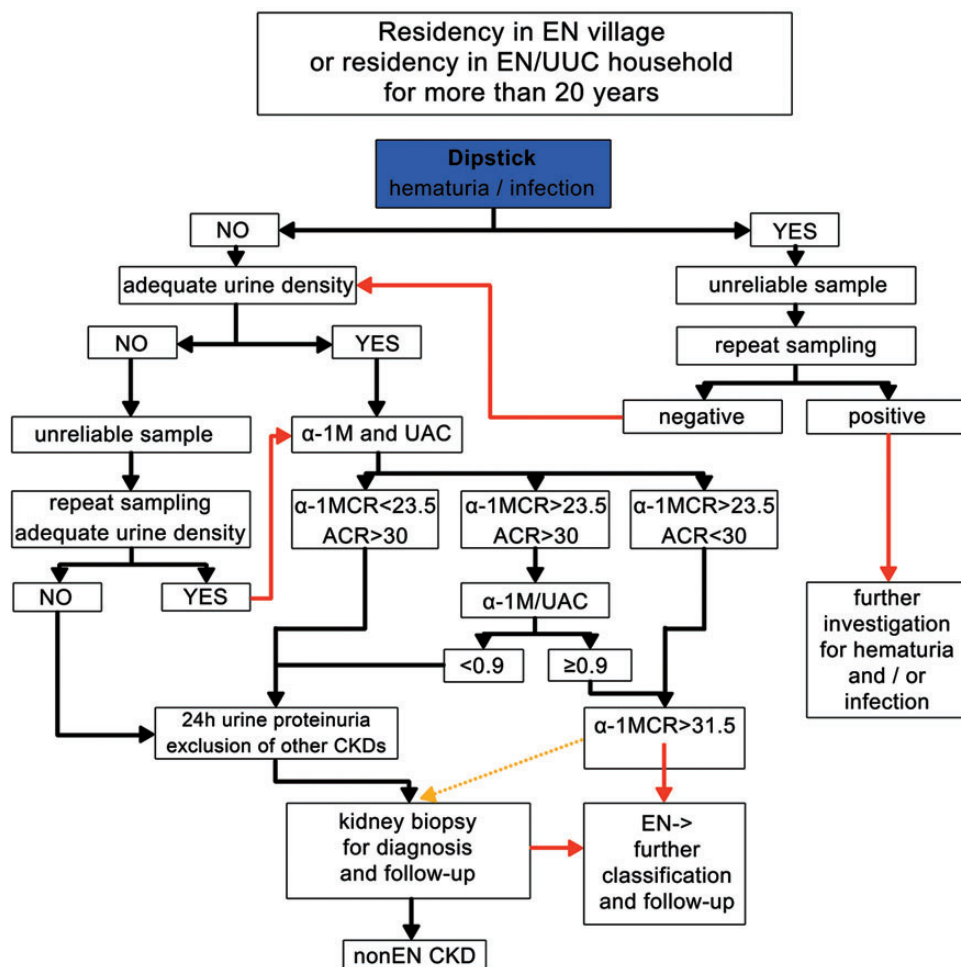 Residency in EN village
or residency in EN/UUC household
for more than 20 years
Dipstick
hematuria / infection
NO
YES
adequate urine density
unreliable sample
NO
YES
repeat sampling
negative
positive
unreliable sample
α-1M and UAC
repeat sampling
adequate urine density
α-1MCR<23.5
ACR>30
α-1MCR>23.5
ACR>30
α-1MCR>23.5
ACR<30
NO
YES
α-1M/UAC
further
investigation
for hematuria
and / or
infection
<0.9
≥0.9
24h urine proteinuria
exclusion of other CKDs
α-1MCR>31.5
kidney biopsy
for diagnosis
and follow-up
EN->
further
classification
and follow-up
nonEN CKD